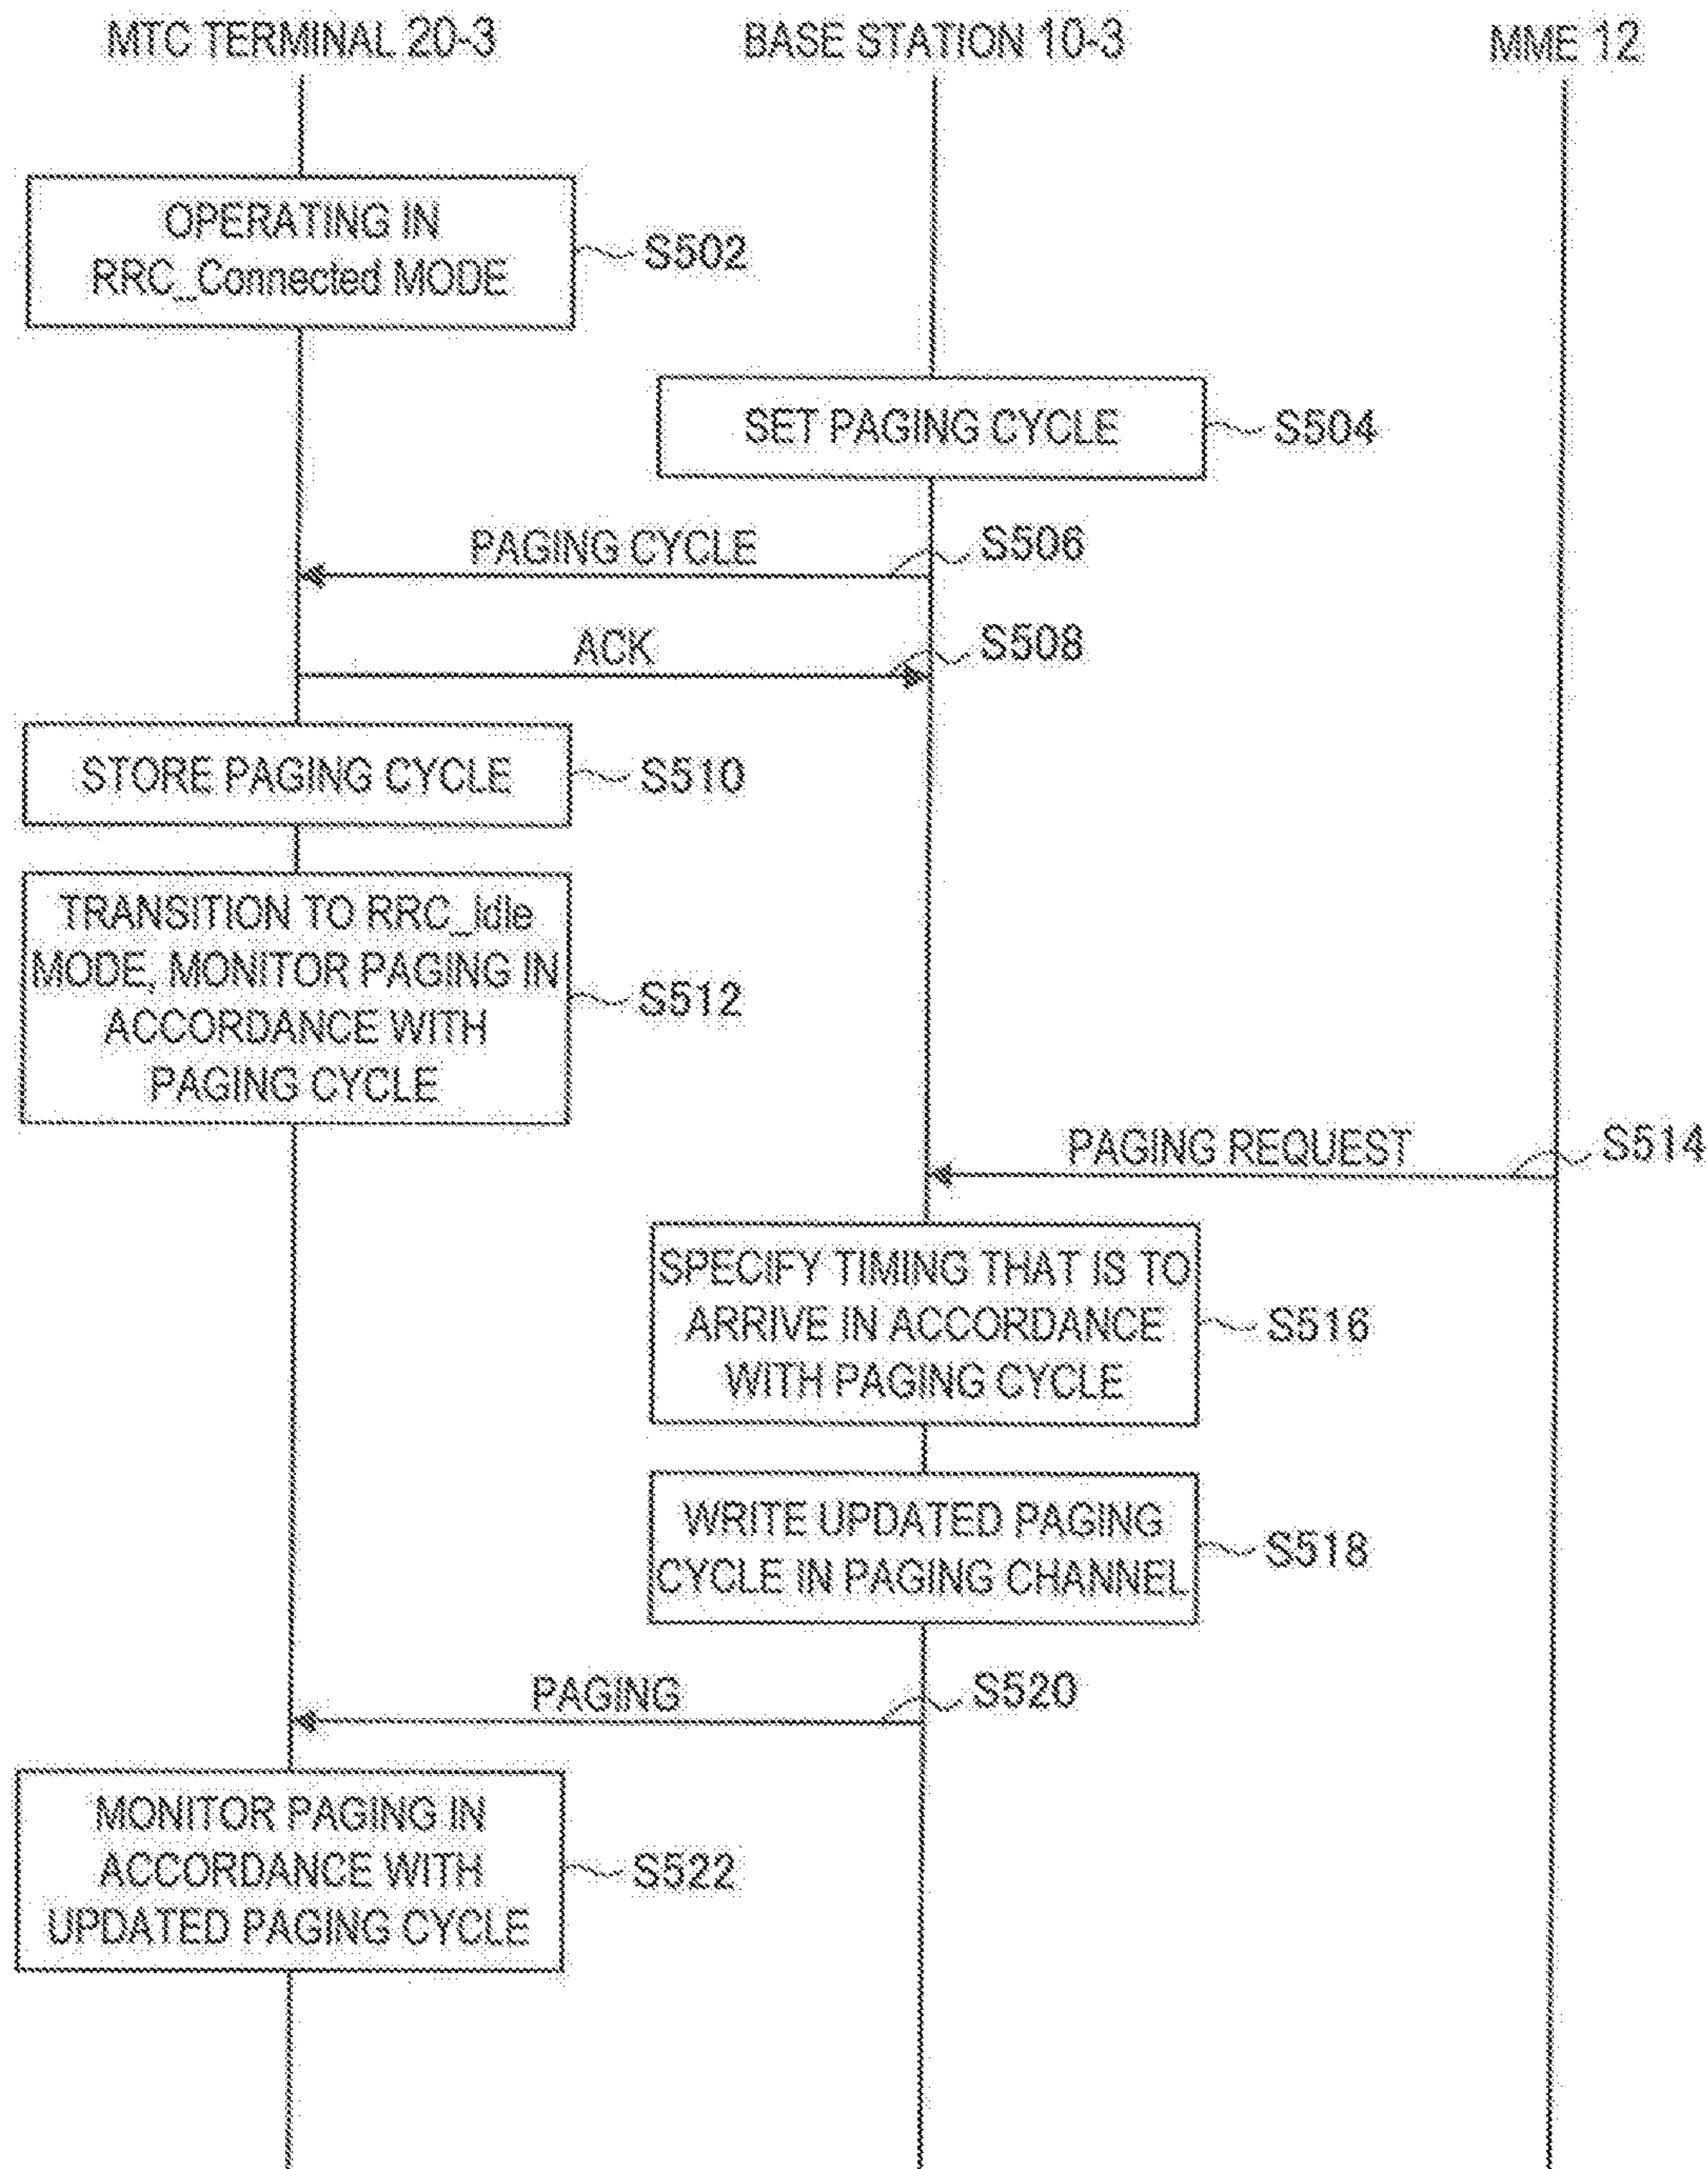 MTC TERMINAL 20-3
BASE STATION 10-3
MME 12
OPERATING IN
RRC_Connected MODE
S502
SET PAGING CYCLE
S504
PAGING CYCLE
S506
ACK
S508
STORE PAGING CYCLE
S510
TRANSITION TO RRC_Idle
MODE, MONITOR PAGING IN
ACCORDANCE WITH
PAGING CYCLE
S512
PAGING REQUEST
S514
SPECIFY TIMING THAT IS TO
ARRIVE IN ACCORDANCE
WITH PAGING CYCLE
S516
WRITE UPDATED PAGING
CYCLE IN PAGING CHANNEL
S518
PAGING
S520
MONITOR PAGING IN
ACCORDANCE WITH
UPDATED PAGING CYCLE
S522